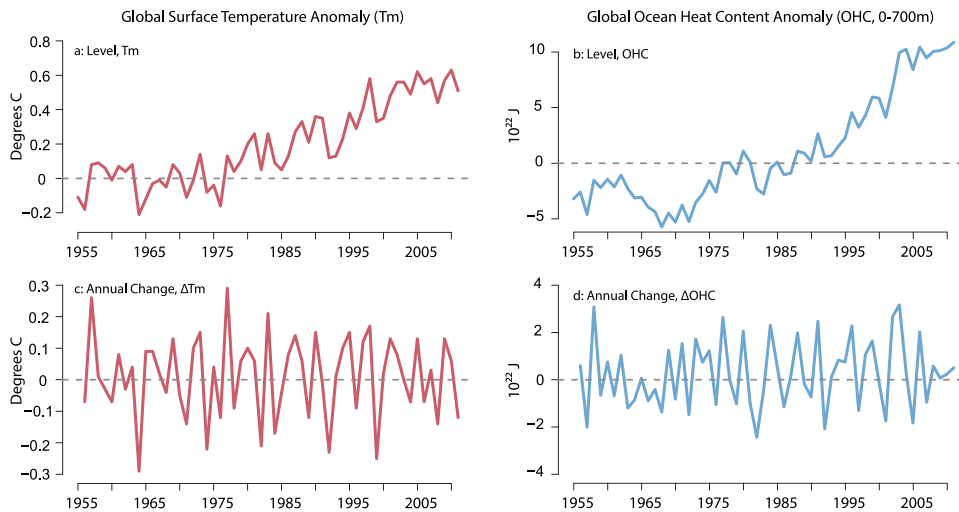 Global Surface Temperature Anomaly (Tm)
a: Level, Tm
Degrees C
0.8
0.6
0.4
0.2
0
−0.2
1955 1965 1975 1985 1995 2005
Global Ocean Heat Content Anomaly (OHC, 0-700m)
b: Level, OHC
10²² J
10
5
0
−5
1955 1965 1975 1985 1995 2005
c: Annual Change, ΔTm
Degrees C
0.3
0.2
0.1
0
−0.1
−0.2
−0.3
1955 1965 1975 1985 1995 2005
d: Annual Change, ΔOHC
10²² J
4
2
0
−2
−4
1955 1965 1975 1985 1995 2005